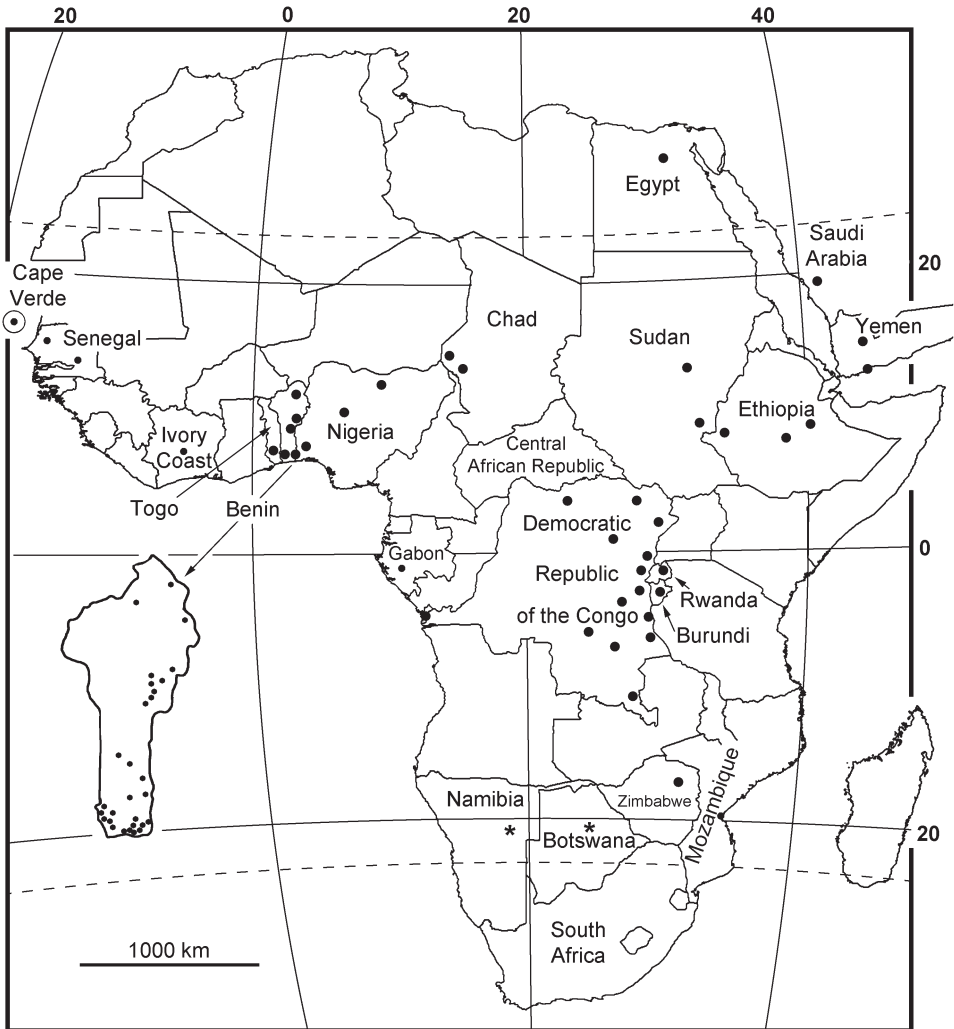 20 0 20 40
Egypt
Saudi
Arabia
20
Cape
Verde
Senegal
Chad
Sudan
Yemen
Ethiopia
Nigeria
Ivory
Coast
Central
African Republic
Togo
Benin
Democratic
Republic
of the Congo
Gabon
0
Rwanda
Burundi
Namibia
Zimbabwe
Mozambique
* *
Botswana
20
South
Africa
1000 km